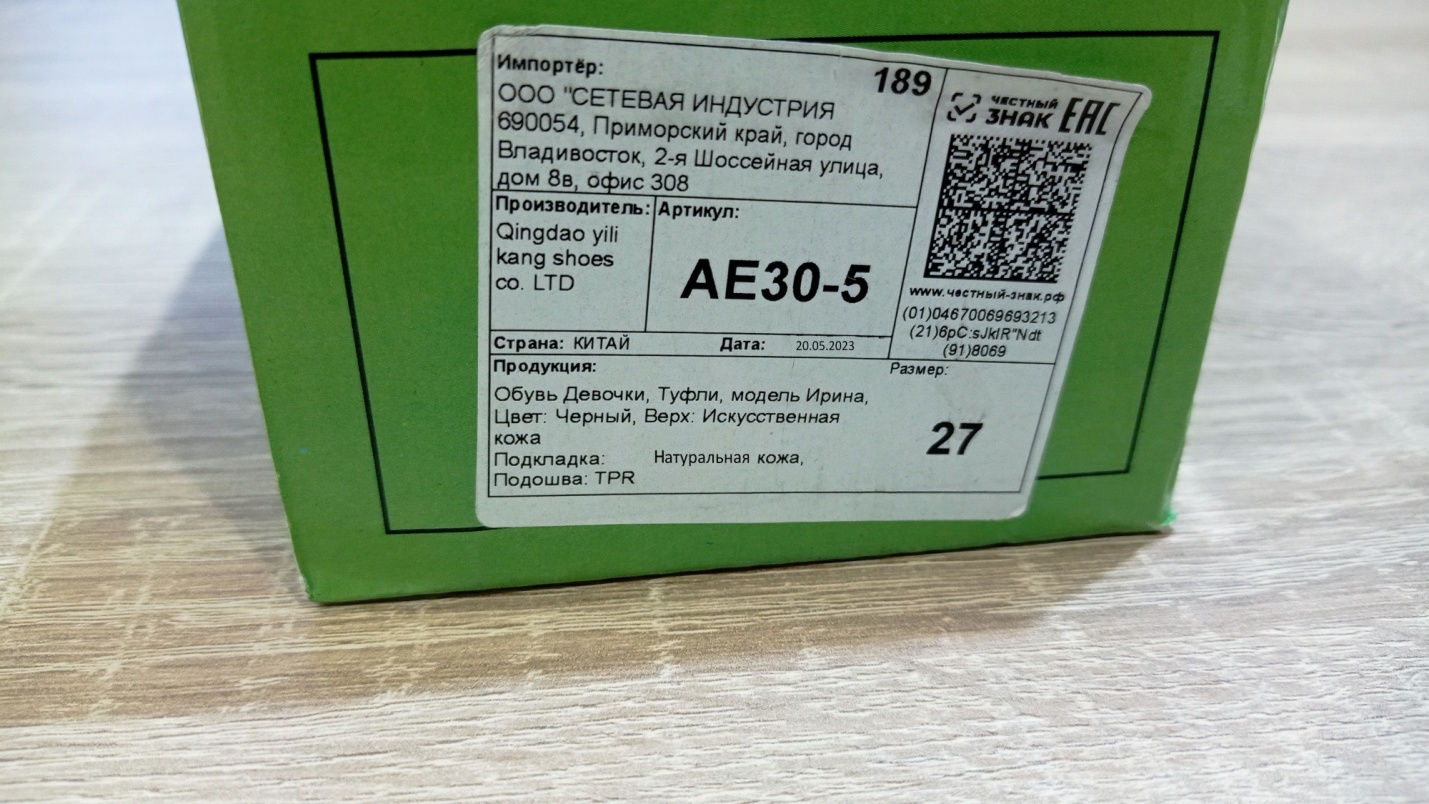 Импортёр:
189
ООО "СЕТЕВАЯ ИНДУСТРИЯ
690054, Приморский край, город
Владивосток, 2-я Шоссейная улица,
дом 8в, офис 308
ЧЕСТНЫЙ
ЗНАК
EAC
Производитель:
Qingdao yili
kang shoes
co. LTD
Артикул:
AE30-5
www.честный-знак.рф
(01)04670069693213
(21)6pC:sJkIR"Ndt
(91)8069
Страна: КИТАЙ
Дата: 20.05.2023
Продукция:
Обувь Девочки, Туфли, модель Ирина,
Цвет: Черный, Верх: Искусственная
кожа
Подкладка: Натуральная кожа,
Подошва: TPR
Размер:
27